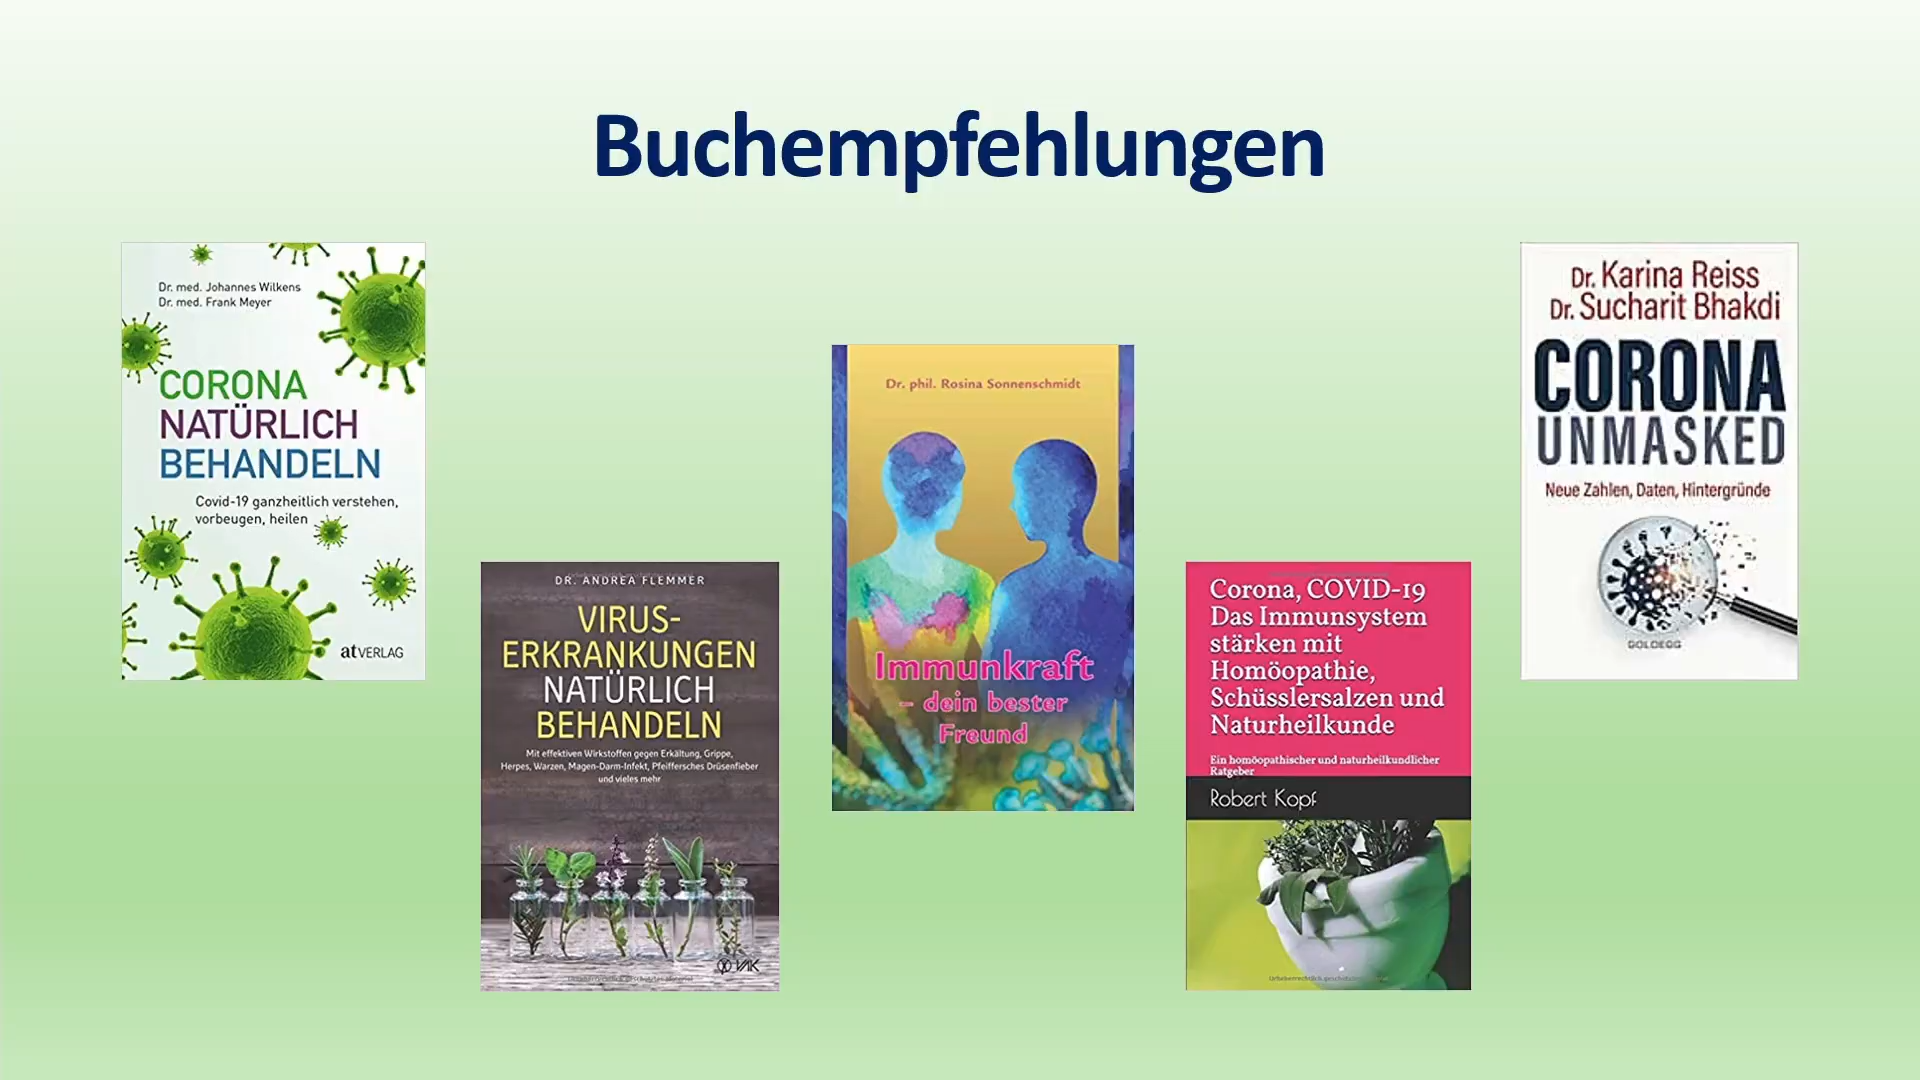 Buchempfehlungen
Dr. med. Johannes Wilkens
Dr. med. Frank Meyer
CORONA
NATÜRLICH
BEHANDELN
Covid-19 ganzheitlich verstehen,
vorbeugen, heilen
at VERLAG
DR. ANDREA FLEMMER
VIRUS-
ERKRANKUNGEN
NATÜRLICH
BEHANDELN
Mit effektiven Wirkstoffen gegen Erkältung, Grippe,
Herpes, Warzen, Magen-Darm-Infekt, Pfeiffersches Drüsenfieber
und vieles mehr
VAK
Dr. phil. Rosina Sonnenschmidt
Immunkraft
– dein bester
Freund
Corona, COVID-19
Das Immunsystem
stärken mit
Homöopathie,
Schüsslersalzen und
Naturheilkunde
Ein homöopathischer und naturheilkundlicher
Ratgeber
Robert Kopf
Dr. Karina Reiss
Dr. Sucharit Bhakdi
CORONA
UNMASKED
Neue Zahlen, Daten, Hintergründe
GOLDEGG